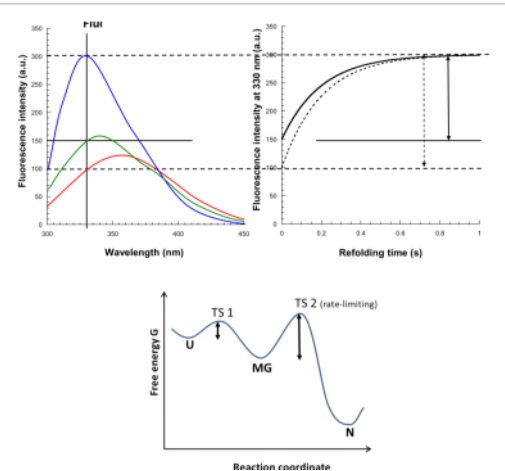 Flur
Fluorescence intensity (a.u.)
350
300
250
200
150
100
50
0
300
350
400
450
Wavelength (nm)
Fluorescence intensity at 330 nm (a.u.)
350
300
250
200
150
100
50
0
0
0·2
0·4
0·6
0·8
1
Refolding time (s)
Free energy G
TS 1
TS 2 (rate-limiting)
U
MG
N
Reaction coordinate